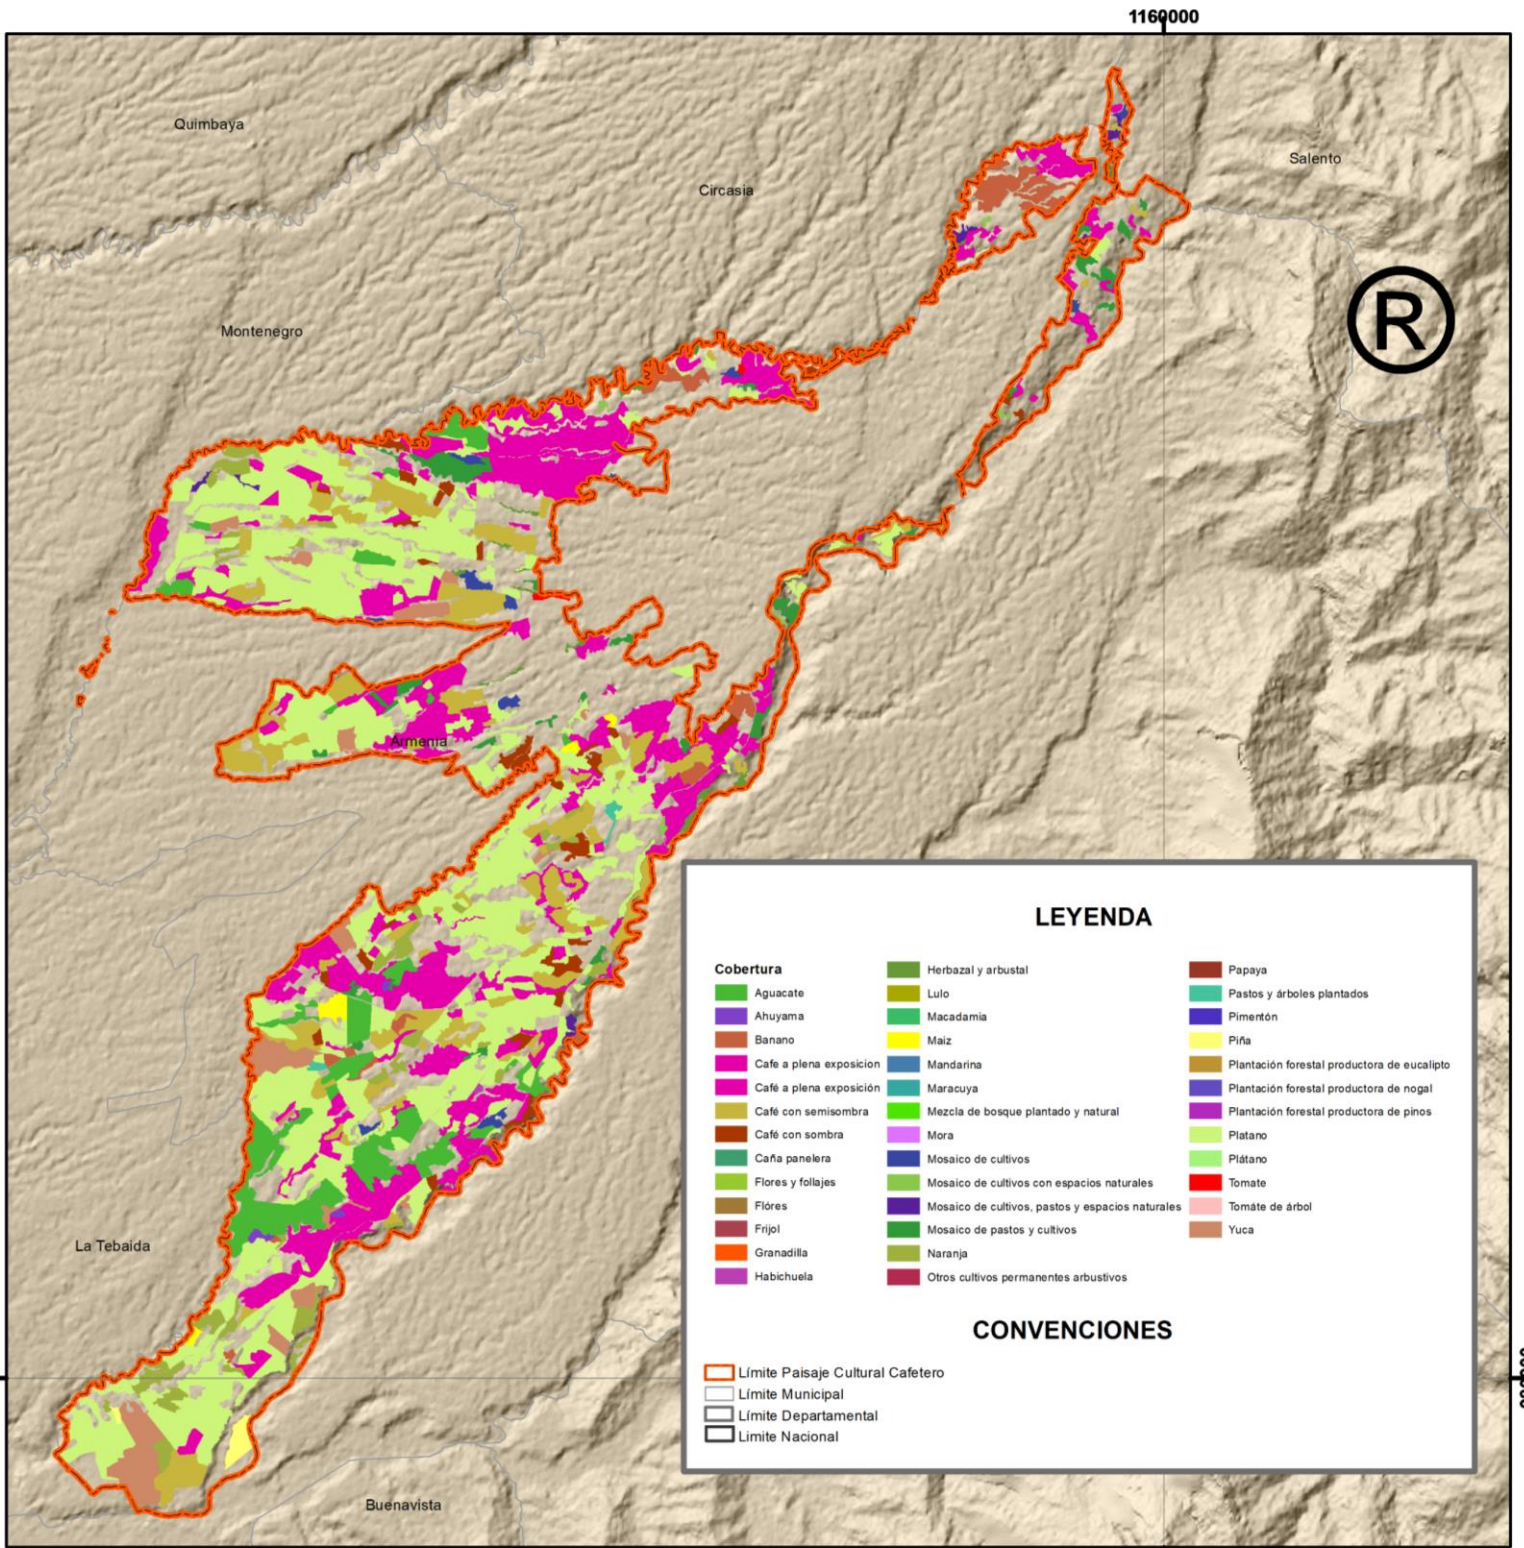 1160000
Quimbaya
Salento
Circasia
Montenegro
®
Armenia
La Tebaida
Buenavista
LEYENDA
Cobertura
Aguacate
Ahuyama
Banano
Cafe a plena exposicion
Café a plena exposición
Café con semisombra
Café con sombra
Caña panelera
Flores y follajes
Flóres
Frijol
Granadilla
Habichuela
Herbazal y arbustal
Lulo
Macadamia
Maiz
Mandarina
Maracuya
Mezcla de bosque plantado y natural
Mora
Mosaico de cultivos
Mosaico de cultivos con espacios naturales
Mosaico de cultivos, pastos y espacios naturales
Mosaico de pastos y cultivos
Naranja
Otros cultivos permanentes arbustivos
Papaya
Pastos y árboles plantados
Pimentón
Piña
Plantación forestal productora de eucalipto
Plantación forestal productora de nogal
Plantación forestal productora de pinos
Platano
Plátano
Tomate
Tomáte de árbol
Yuca
CONVENCIONES
Límite Paisaje Cultural Cafetero
Límite Municipal
Límite Departamental
Limite Nacional